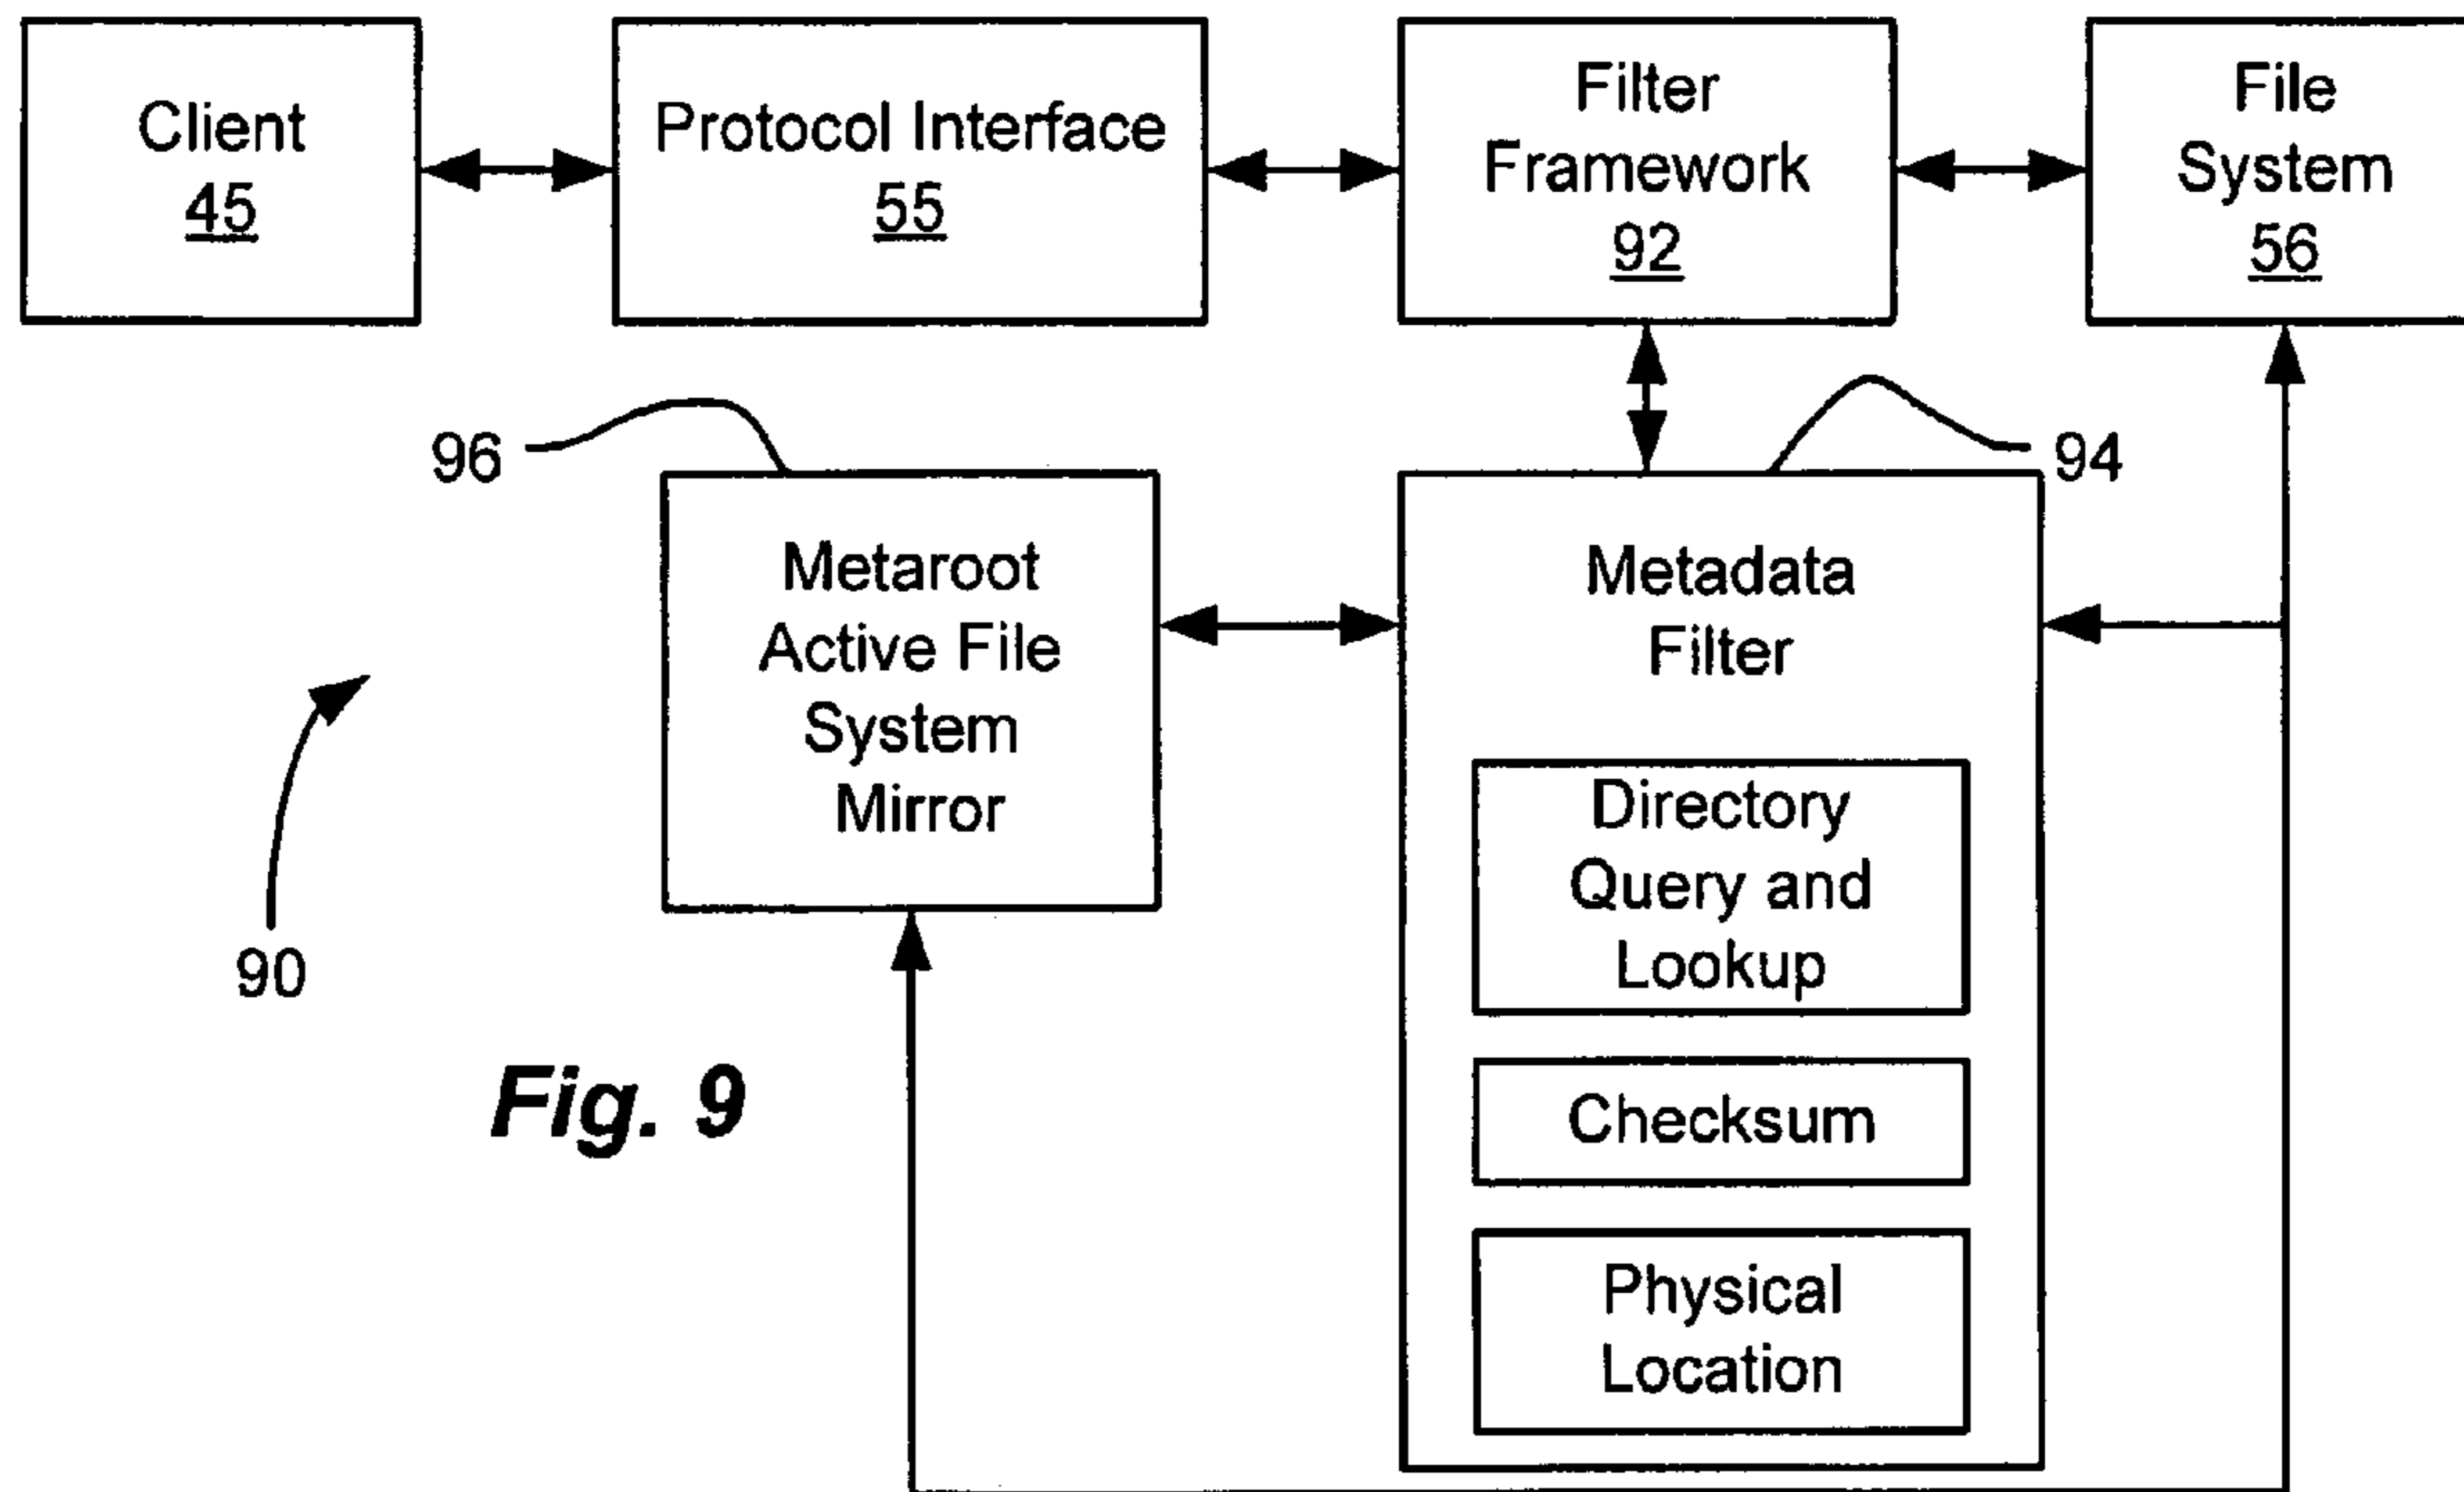 Client
45
Protocol Interface
55
Filter
Framework
92
File
System
56
96
94
Metaroot
Active File
System
Mirror
Metadata
Filter
Directory
Query and
Lookup
Checksum
Physical
Location
90
Fig. 9